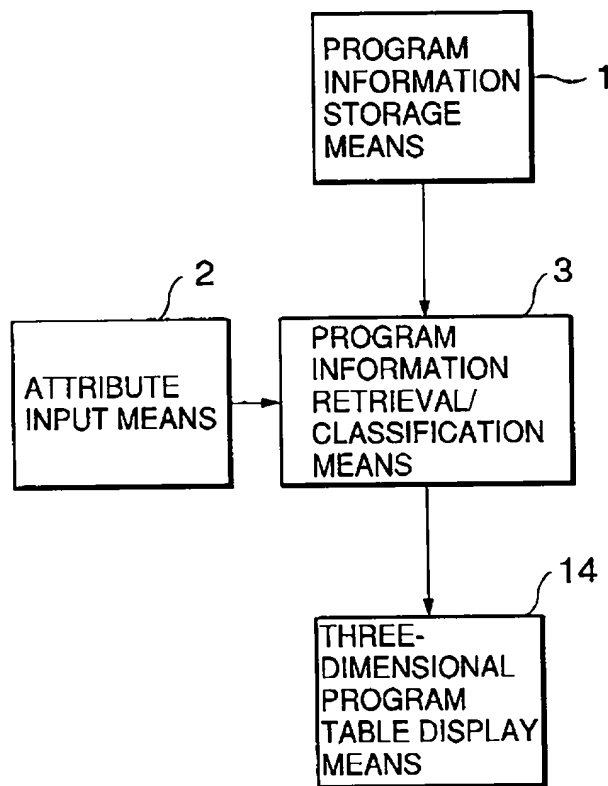 PROGRAM
INFORMATION
STORAGE
MEANS
1
2
ATTRIBUTE
INPUT MEANS
3
PROGRAM
INFORMATION
RETRIEVAL/
CLASSIFICATION
MEANS
14
THREE-
DIMENSIONAL
PROGRAM
TABLE DISPLAY
MEANS